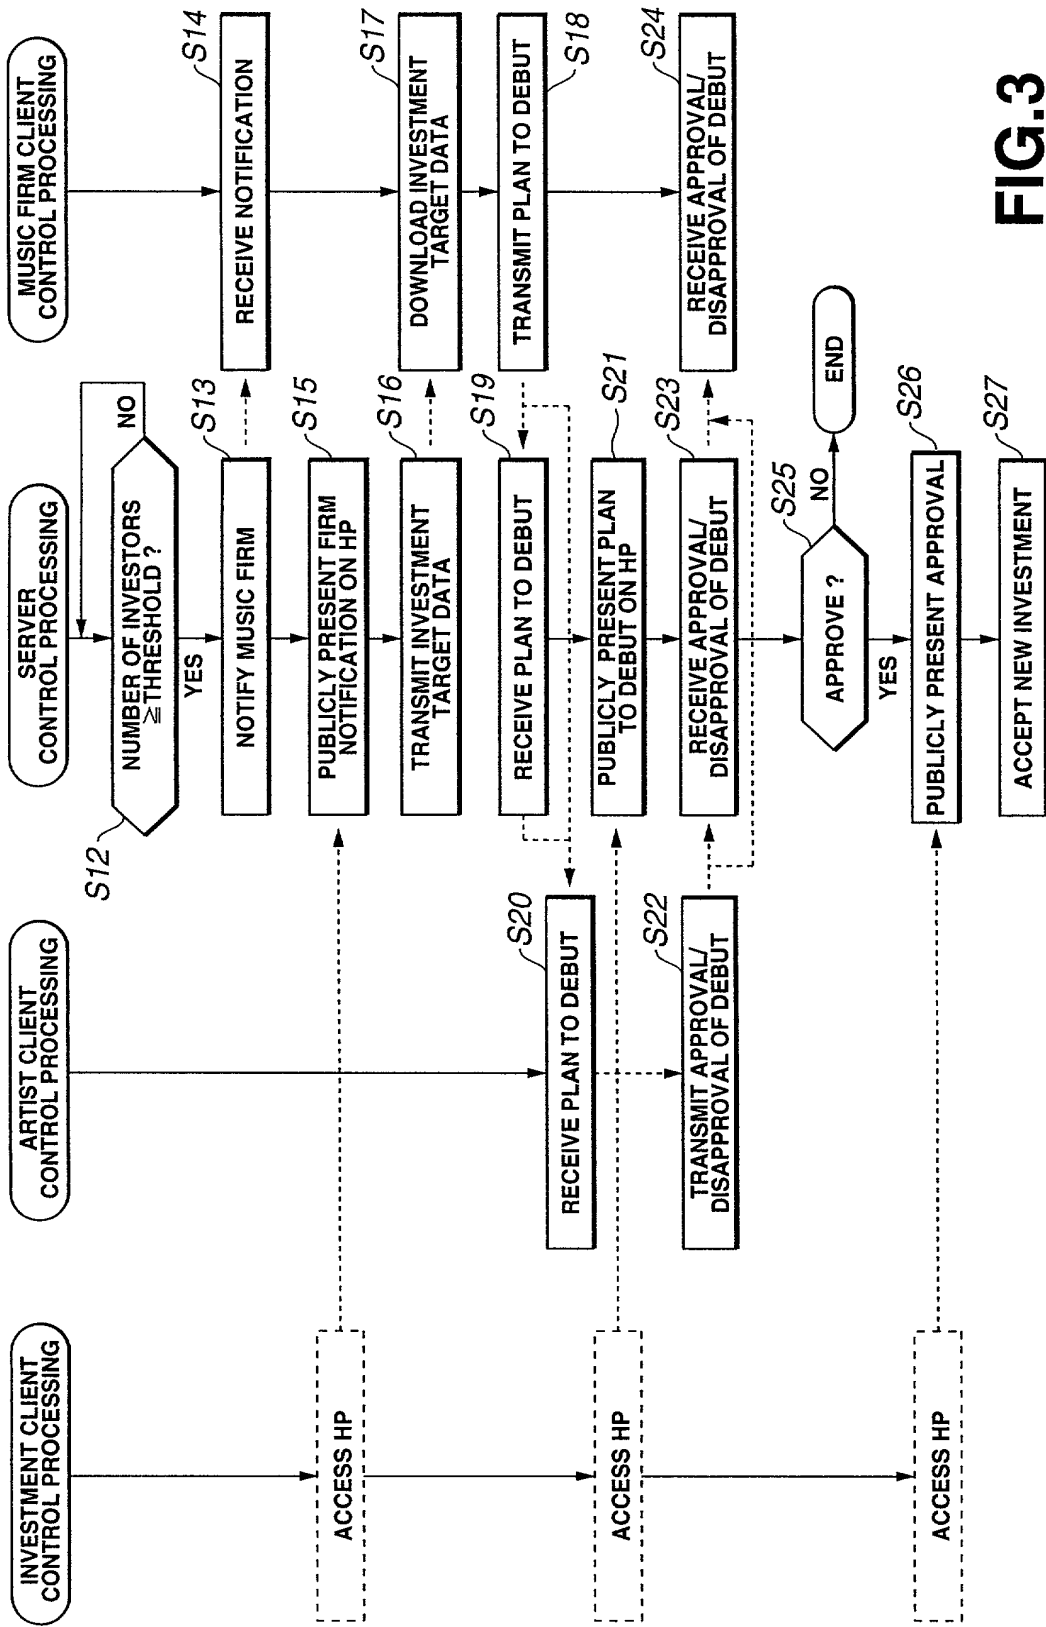 INVESTMENT CLIENT
CONTROL PROCESSING
ARTIST CLIENT
CONTROL PROCESSING
SERVER
CONTROL PROCESSING
MUSIC FIRM CLIENT
CONTROL PROCESSING
S12
NUMBER OF INVESTORS
≧THRESHOLD ?
NO
YES
S13
NOTIFY MUSIC FIRM
S14
RECEIVE NOTIFICATION
ACCESS HP
S15
PUBLICLY PRESENT FIRM
NOTIFICATION ON HP
S16
TRANSMIT INVESTMENT
TARGET DATA
S17
DOWNLOAD INVESTMENT
TARGET DATA
S19
RECEIVE PLAN TO DEBUT
S18
TRANSMIT PLAN TO DEBUT
S20
RECEIVE PLAN TO DEBUT
ACCESS HP
S21
PUBLICLY PRESENT PLAN
TO DEBUT ON HP
S22
TRANSMIT APPROVAL/
DISAPPROVAL OF DEBUT
S23
RECEIVE APPROVAL/
DISAPPROVAL OF DEBUT
S24
RECEIVE APPROVAL/
DISAPPROVAL OF DEBUT
S25
APPROVE ?
NO
END
YES
ACCESS HP
S26
PUBLICLY PRESENT APPROVAL
S27
ACCEPT NEW INVESTMENT
FIG.3